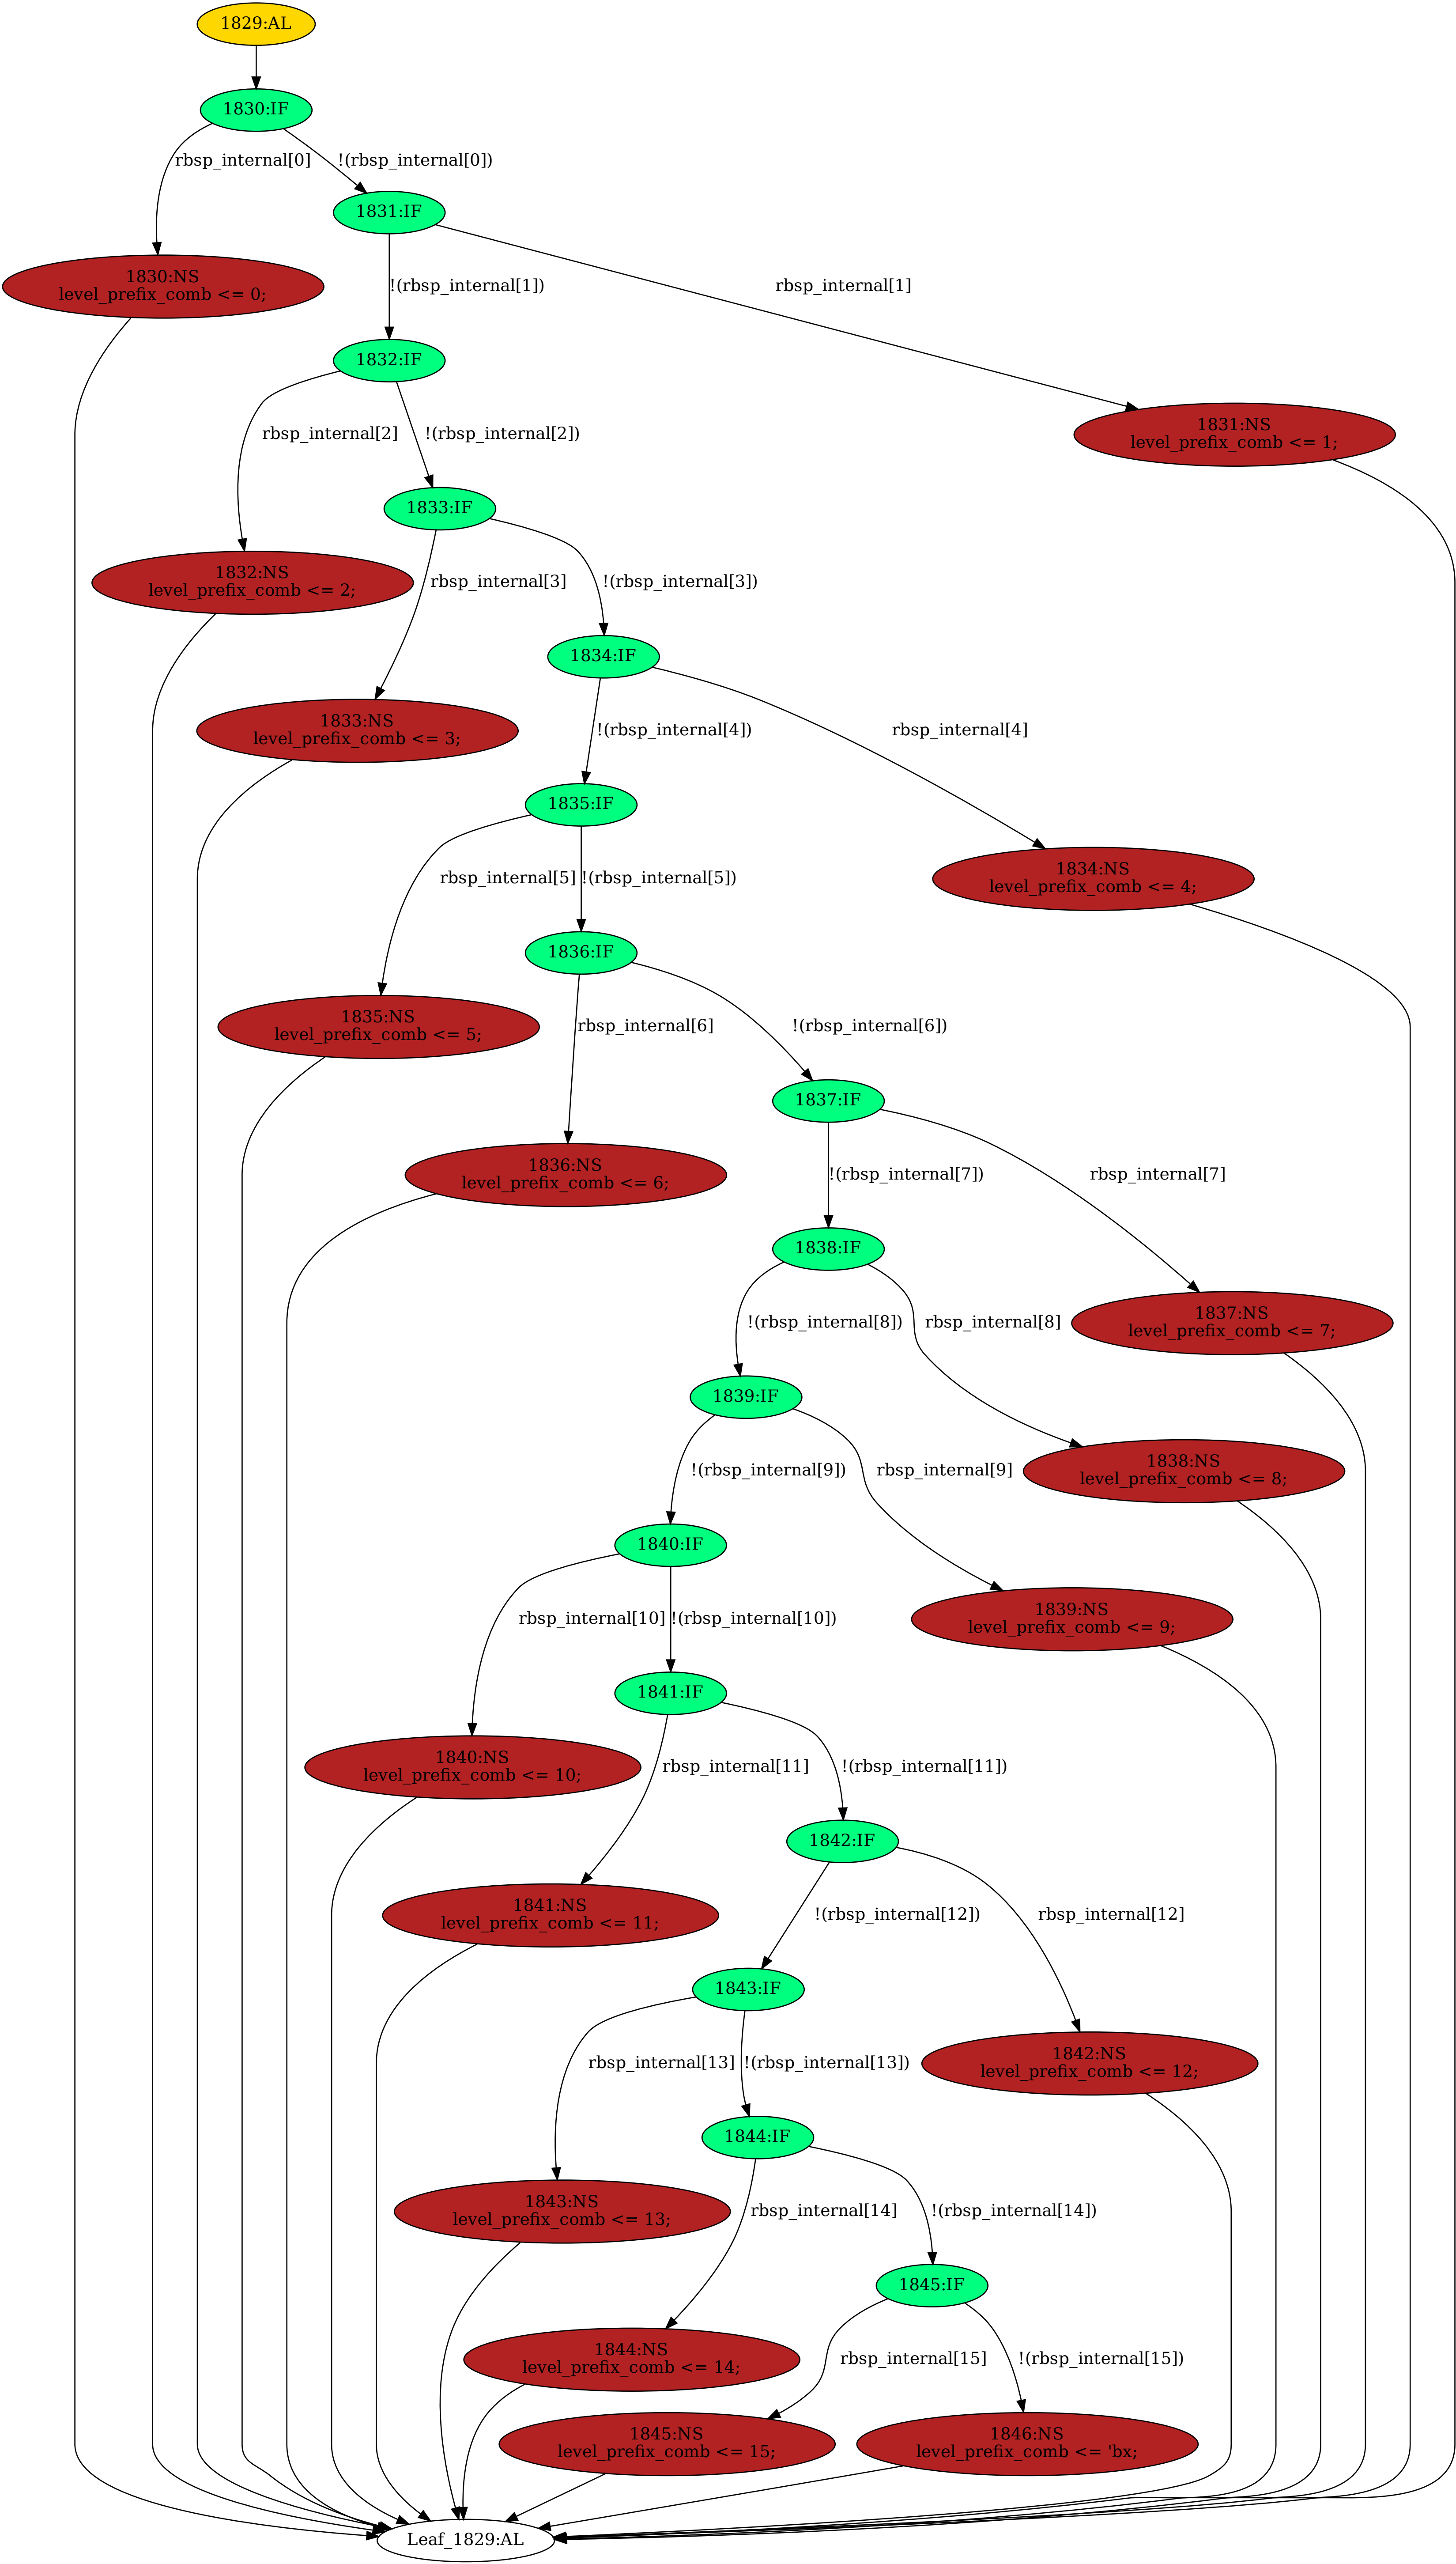 1829:AL
1830:IF
rbsp_internal[0]
!(rbsp_internal[0])
1831:IF
1830:NS
level_prefix_comb <= 0;
!(rbsp_internal[1])
rbsp_internal[1]
1832:IF
1831:NS
level_prefix_comb <= 1;
rbsp_internal[2]
!(rbsp_internal[2])
1833:IF
1832:NS
level_prefix_comb <= 2;
rbsp_internal[3]
!(rbsp_internal[3])
1834:IF
1833:NS
level_prefix_comb <= 3;
!(rbsp_internal[4])
rbsp_internal[4]
1835:IF
1834:NS
level_prefix_comb <= 4;
rbsp_internal[5]
!(rbsp_internal[5])
1836:IF
1835:NS
level_prefix_comb <= 5;
rbsp_internal[6]
!(rbsp_internal[6])
1837:IF
1836:NS
level_prefix_comb <= 6;
!(rbsp_internal[7])
rbsp_internal[7]
1838:IF
1837:NS
level_prefix_comb <= 7;
!(rbsp_internal[8])
rbsp_internal[8]
1839:IF
1838:NS
level_prefix_comb <= 8;
!(rbsp_internal[9])
rbsp_internal[9]
1840:IF
1839:NS
level_prefix_comb <= 9;
rbsp_internal[10]
!(rbsp_internal[10])
1841:IF
1840:NS
level_prefix_comb <= 10;
rbsp_internal[11]
!(rbsp_internal[11])
1842:IF
1841:NS
level_prefix_comb <= 11;
!(rbsp_internal[12])
rbsp_internal[12]
1843:IF
1842:NS
level_prefix_comb <= 12;
rbsp_internal[13]
!(rbsp_internal[13])
1844:IF
1843:NS
level_prefix_comb <= 13;
rbsp_internal[14]
!(rbsp_internal[14])
1845:IF
1844:NS
level_prefix_comb <= 14;
rbsp_internal[15]
!(rbsp_internal[15])
1845:NS
level_prefix_comb <= 15;
1846:NS
level_prefix_comb <= 'bx;
Leaf_1829:AL